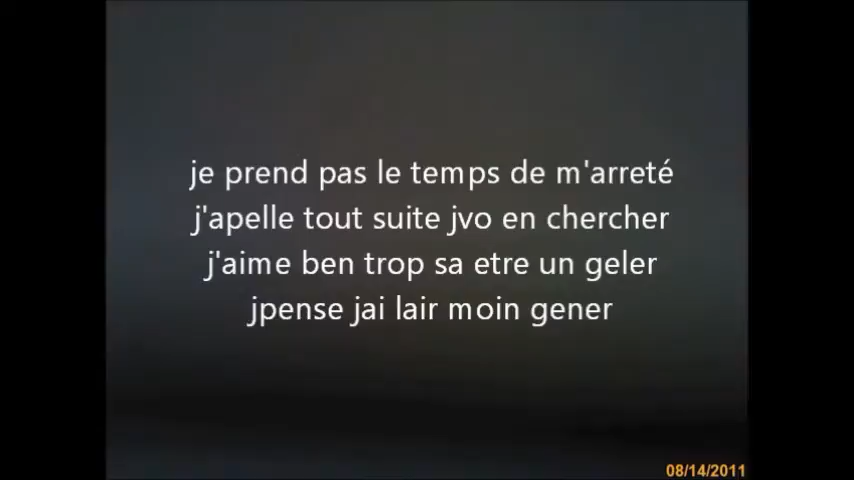 je prend pas le temps de m'arreté
j'apelle tout suite jvo en chercher
j'aime ben trop sa etre un geler
jpense jai lair moin gener
08/14/2011